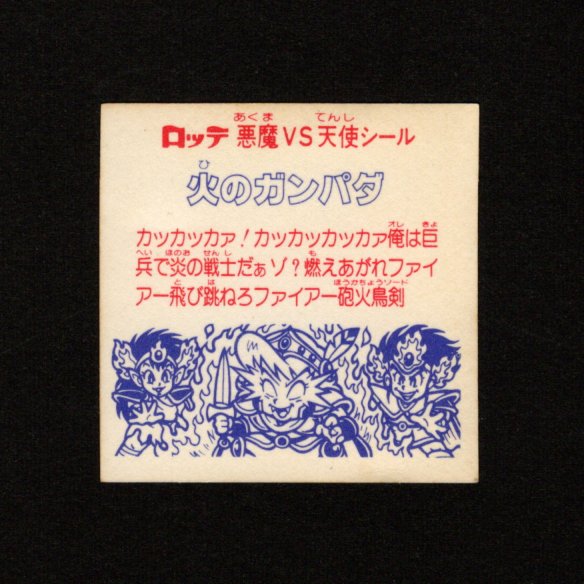 ロッテ 悪魔VS天使シール
火のガンパダ
カッカッカァ！カッカッカッカァ俺は巨
兵で炎の戦士だぁゾ？燃えあがれファイ
アー飛び跳ねろファイアー砲火鳥剣